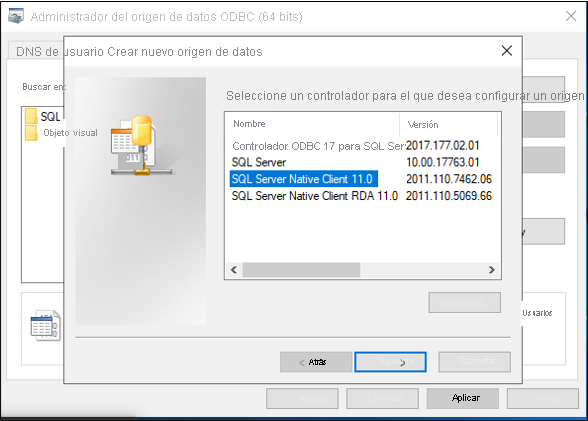 Administrador del origen de datos ODBC (64 bits)
DNS de usuario Crear nuevo origen de datos
Buscar en:
SQL
Objeto visual
Seleccione un controlador para el que desea configurar un origen
Nombre Versión
Controlador ODBC 17 para SQL Ser 2017.177.02.01
SQL Server 10.00.17763.01
SQL Server Native Client 11.0 2011.110.7462.06
SQL Server Native Client RDA 11.0 2011.110.5069.66
Avanzadas
y
Usuarios
< Atrás > Cancelar
Aceptar Cancelar Aplicar Ayuda